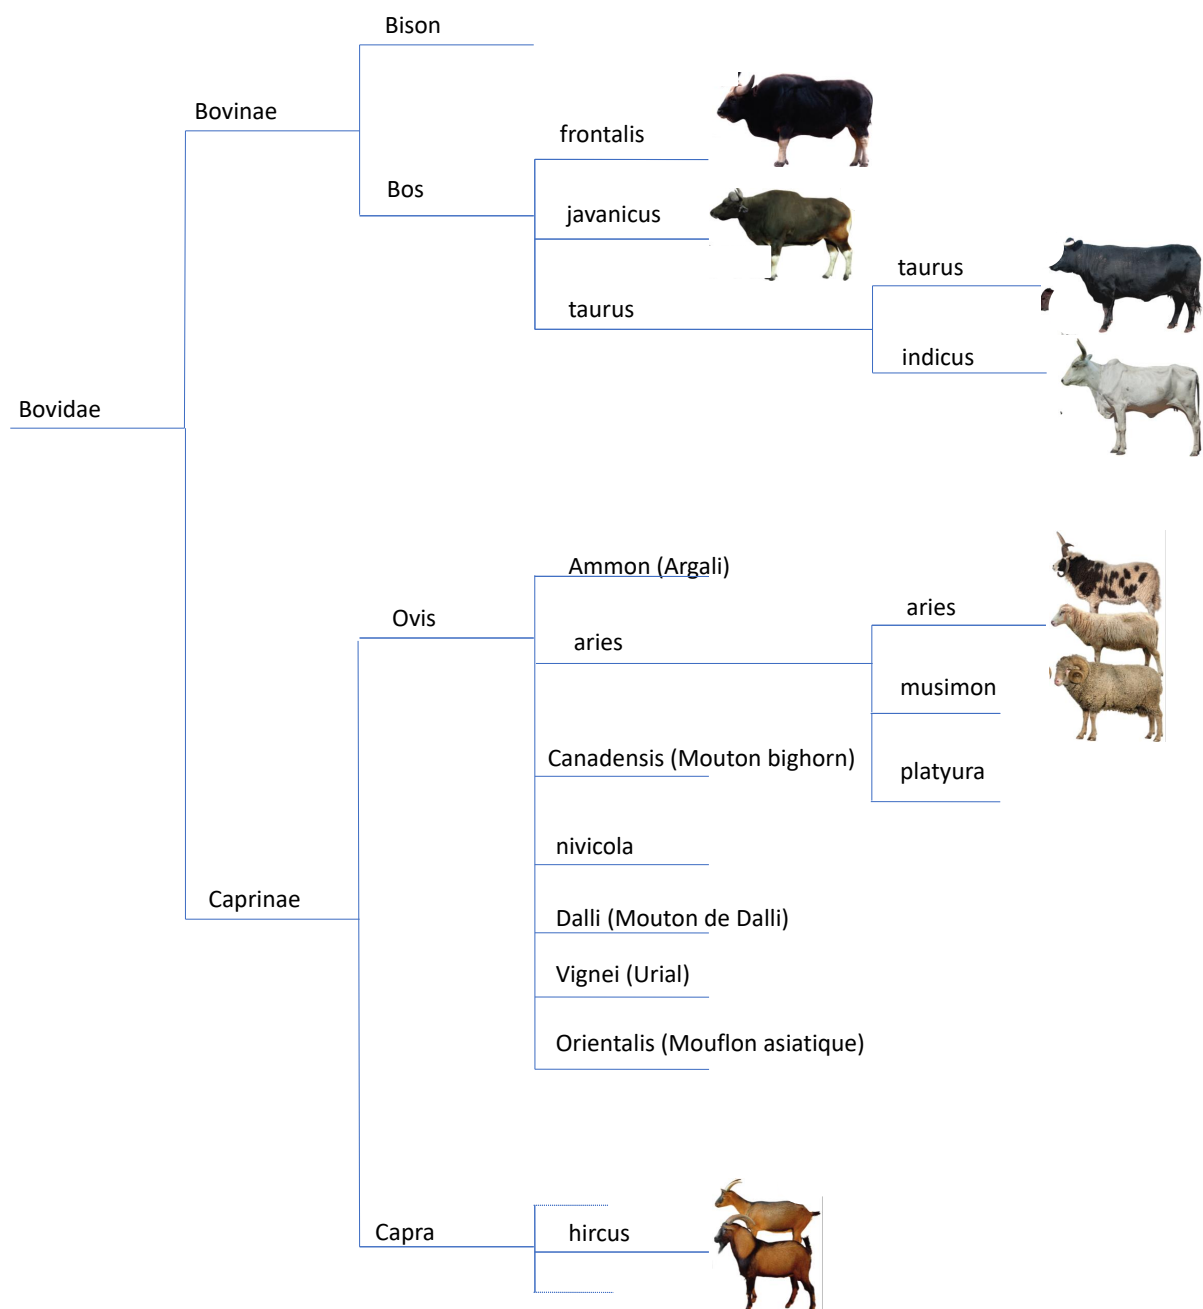 Bison
Bovinae
frontalis
Bos
javanicus
taurus
taurus
indicus
Bovidae
Ammon (Argali)
Ovis
aries
aries
musimon
Canadensis (Mouton bighorn)
platyura
nivicola
Caprinae
Dalli (Mouton de Dalli)
Vignei (Urial)
Orientalis (Mouflon asiatique)
Capra
hircus